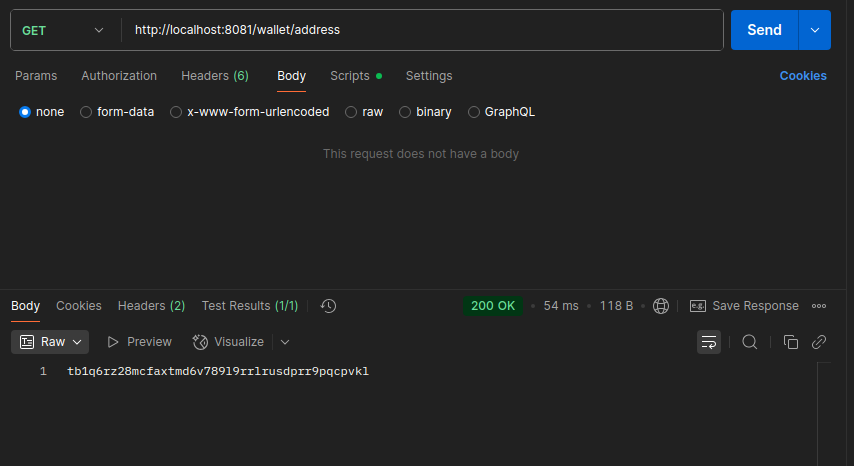 GET http://localhost:8081/wallet/address Send
Params Authorization Headers (6) Body Scripts Settings Cookies
none form-data x-www-form-urlencoded raw binary GraphQL
This request does not have a body
Body Cookies Headers (2) Test Results (1/1) 200 OK 54 ms 118 B e.g. Save Response
Raw Preview Visualize
1 tb1q6rz28mcfaxtmd6v789l9rrlrusdprr9pqcpvkl